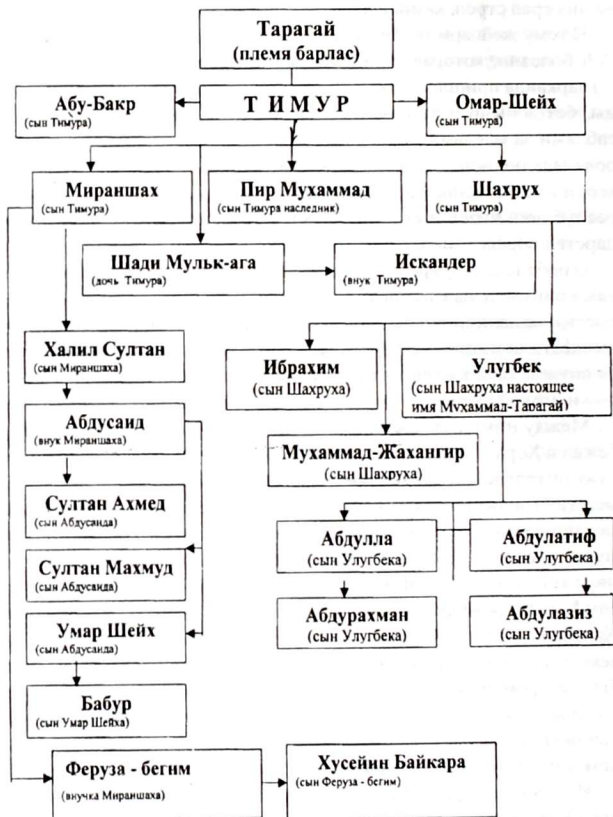 Тарагай
(племя барлас)
Абу-Бакр
(сын Тимура)
ТИМУР
Омар-Шейх
(сын Тимура)
Мираншах
(сын Тимура)
Пир Мухаммад
(сын Тимура наследник)
Шахрух
(сын Тимура)
Шади Мульк-ага
(дочь Тимура)
Искандер
(внук Тимура)
Халил Султан
(сын Мираншаха)
Ибрахим
(сын Шахруха)
Улугбек
(сын Шахруха настоящее
имя Мухаммад-Тарагай)
Абдусаид
(внук Мираншаха)
Мухаммад-Жахангир
(сын Шахруха)
Султан Ахмед
(сын Абдусаида)
Абдулла
(сын Улугбека)
Абдулатиф
(сын Улугбека)
Султан Махмуд
(сын Абдусаида)
Абдурахман
(сын Улугбека)
Абдулазиз
(сын Улугбека)
Умар Шейх
(сын Абдусаида)
Бабур
(сын Умар Шейха)
Феруза - бегим
(внучка Мираншаха)
Хусейин Байкара
(сын Феруза - бегим)